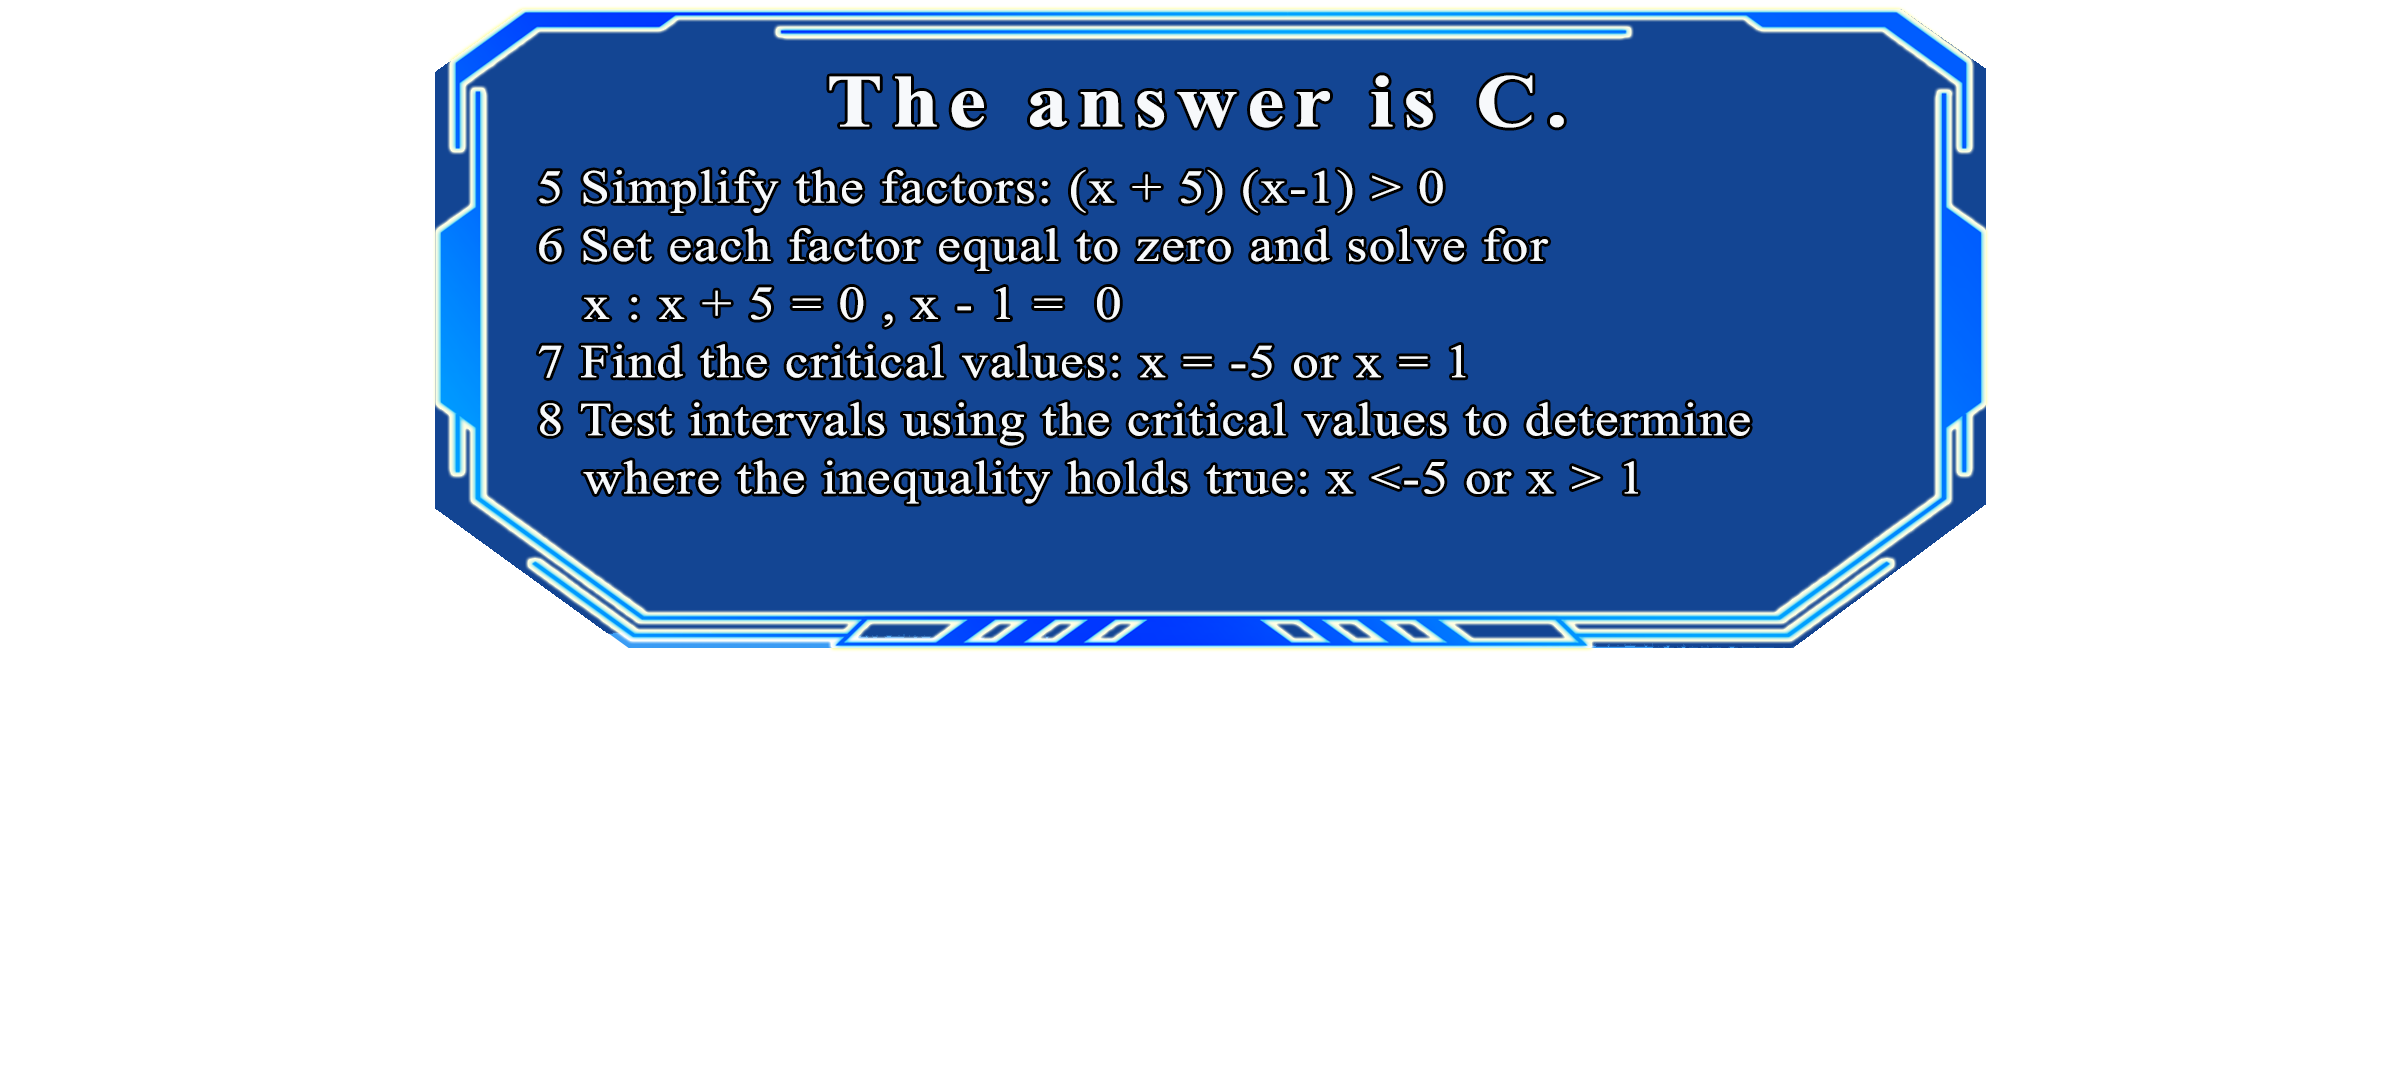 The answer is C.
5 Simplify the factors: (x + 5) (x-1) > 0
6 Set each factor equal to zero and solve for
x : x + 5 = 0 , x - 1 =  0
7 Find the critical values: x = -5 or x = 1
8 Test intervals using the critical values to determine
where the inequality holds true: x <-5 or x > 1